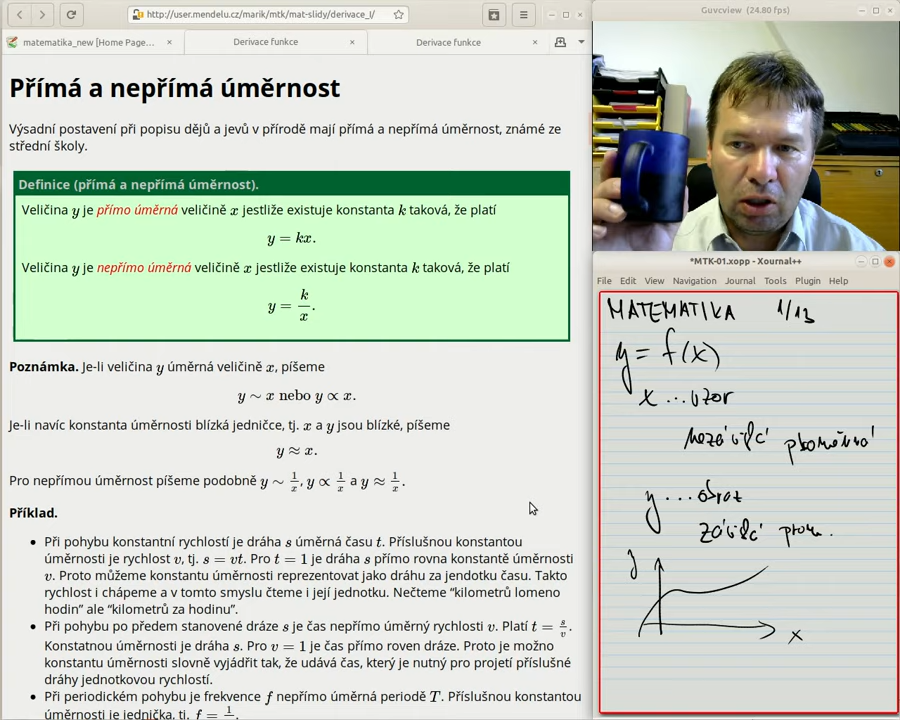 http://user.mendelu.cz/marik/mtk/mat-slidy/derivace_I/
Guvcview (24.80 fps)
matematika_new [Home Page... ×
Derivace funkce ×
Derivace funkce ×
Přímá a nepřímá úměrnost
Výsadní postavení při popisu dějů a jevů v přírodě mají přímá a nepřímá úměrnost, známé ze
střední školy.
Definice (přímá a nepřímá úměrnost).
Veličina y je přímo úměrná veličině x jestliže existuje konstanta k taková, že platí
y = kx.
Veličina y je nepřímo úměrná veličině x jestliže existuje konstanta k taková, že platí
y = k/x.
Poznámka. Je-li veličina y úměrná veličině x, píšeme
y ∼ x nebo y ∝ x.
Je-li navíc konstanta úměrnosti blízká jedničce, tj. x a y jsou blízké, píšeme
y ≈ x.
Pro nepřímou úměrnost píšeme podobně y ∼ 1/x, y ∝ 1/x a y ≈ 1/x.
Příklad.
• Při pohybu konstantní rychlostí je dráha s úměrná času t. Příslušnou konstantou
úměrnosti je rychlost v, tj. s = vt. Pro t = 1 je dráha s přímo rovna konstantě úměrnosti
v. Proto můžeme konstantu úměrnosti reprezentovat jako dráhu za jendotku času. Takto
rychlost i chápeme a v tomto smyslu čteme i její jednotku. Nečteme “kilometrů lomeno
hodin” ale “kilometrů za hodinu”.
• Při pohybu po předem stanovené dráze s je čas nepřímo úměrný rychlosti v. Platí t = s/v.
Konstatnou úměrnosti je dráha s. Pro v = 1 je čas přímo roven dráze. Proto je možno
konstantu úměrnosti slovně vyjádřit tak, že udává čas, který je nutný pro projetí příslušné
dráhy jednotkovou rychlostí.
• Při periodickém pohybu je frekvence f nepřímo úměrná periodě T. Příslušnou konstantou
úměrnosti je jednička, tj. f = 1
*MTK-01.xopp - Xournal++
File Edit View Navigation Journal Tools Plugin Help
MATEMATIKA 1/13
y = f(x)
x ... vzor
nezávislá proměnná
y ... obraz
závislá prom.
y
x